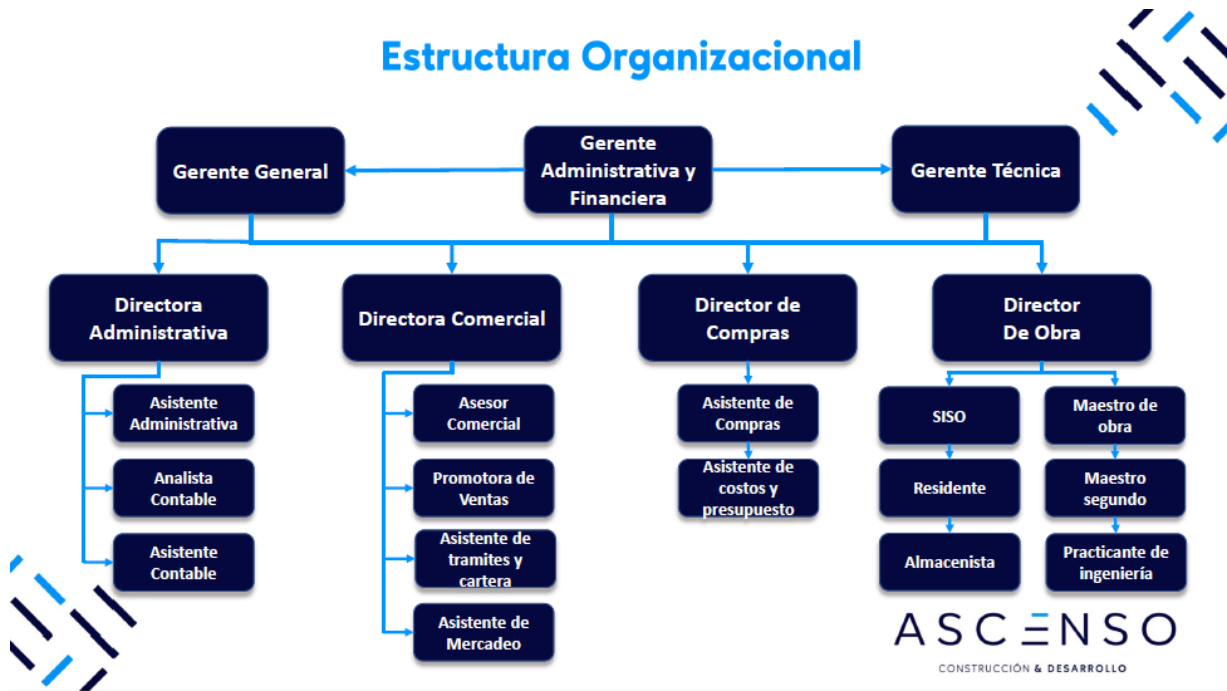 Estructura Organizacional
Gerente General
Gerente
Administrativa y
Financiera
Gerente Técnica
Directora
Administrativa
Directora Comercial
Director de
Compras
Director
De Obra
Asistente
Administrativa
Analista
Contable
Asistente
Contable
Asesor
Comercial
Promotora de
Ventas
Asistente de
tramites y
cartera
Asistente de
Mercadeo
Asistente de
Compras
Asistente de
costos y
presupuesto
SISO
Residente
Almacenista
Maestro de
obra
Maestro
segundo
Practicante de
ingeniería
ASCENSO
CONSTRUCCIÓN & DESARROLLO